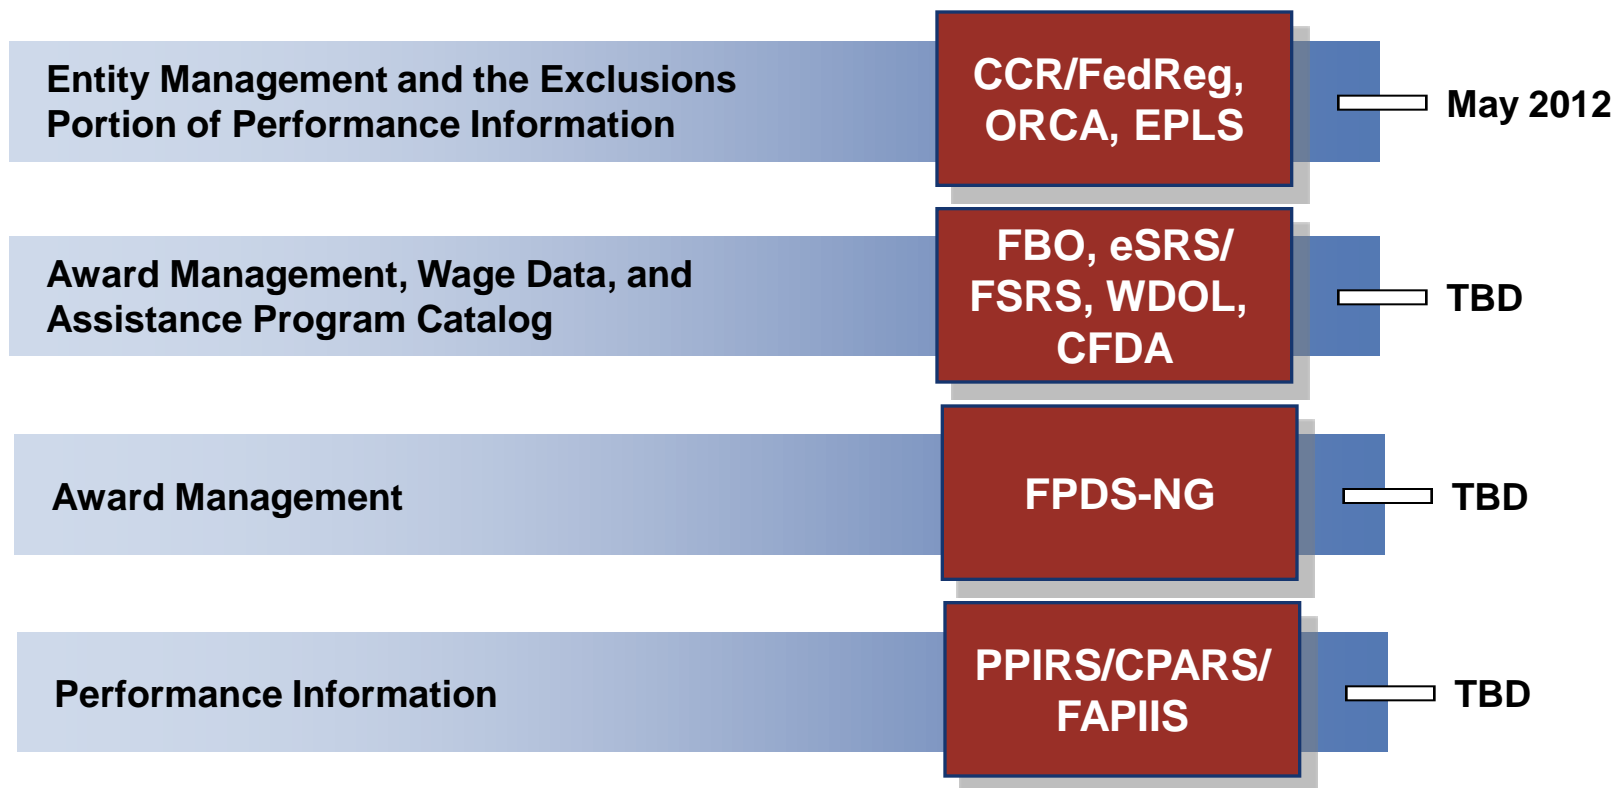 Entity Management and the Exclusions
Portion of Performance Information
CCR/FedReg,
ORCA, EPLS
May 2012
Award Management, Wage Data, and
Assistance Program Catalog
FBO, eSRS/
FSRS, WDOL,
CFDA
TBD
Award Management
FPDS-NG
TBD
Performance Information
PPIRS/CPARS/
FAPIIS
TBD